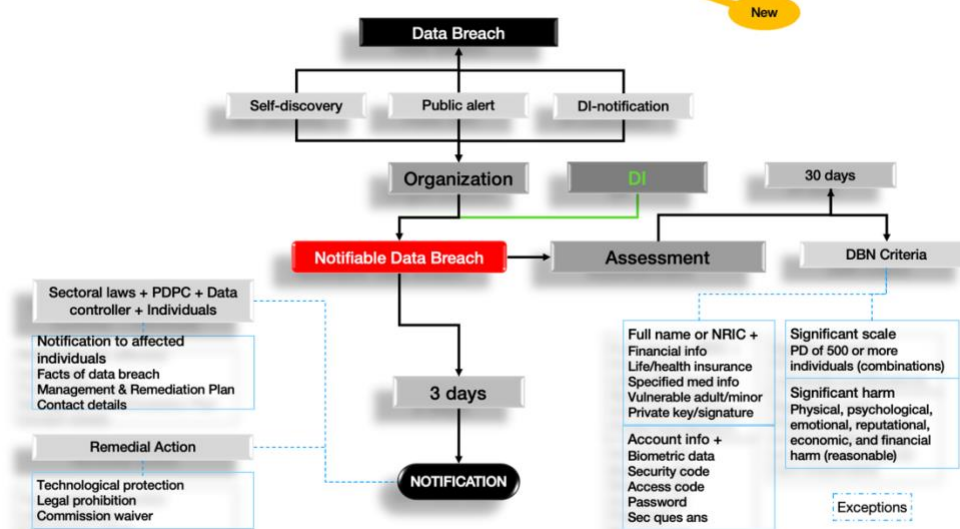 New
Data Breach
Self-discovery
Public alert
DI-notification
Organization
DI
30 days
Notifiable Data Breach
Assessment
DBN Criteria
Sectoral laws + PDPC + Data
controller + Individuals
Notification to affected
individuals
Facts of data breach
Management & Remediation Plan
Contact details
3 days
Remedial Action
Technological protection
Legal prohibition
Commission waiver
NOTIFICATION
Full name or NRIC +
Financial info
Life/health insurance
Specified med info
Vulnerable adult/minor
Private key/signature
Account info +
Biometric data
Security code
Access code
Password
Sec ques ans
Significant scale
PD of 500 or more
individuals (combinations)
Significant harm
Physical, psychological,
emotional, reputational,
economic, and financial
harm (reasonable)
Exceptions